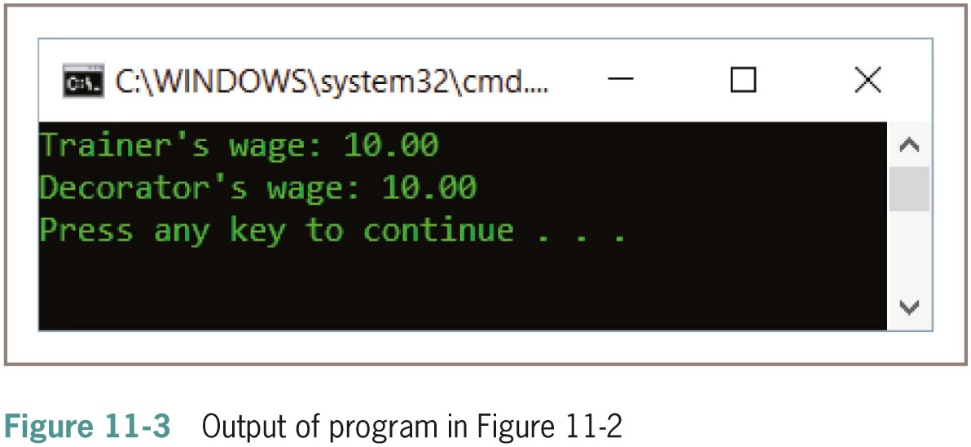 C:\WINDOWS\system32\cmd....
Trainer's wage: 10.00
Decorator's wage: 10.00
Press any key to continue . . .
Figure 11-3 Output of program in Figure 11-2